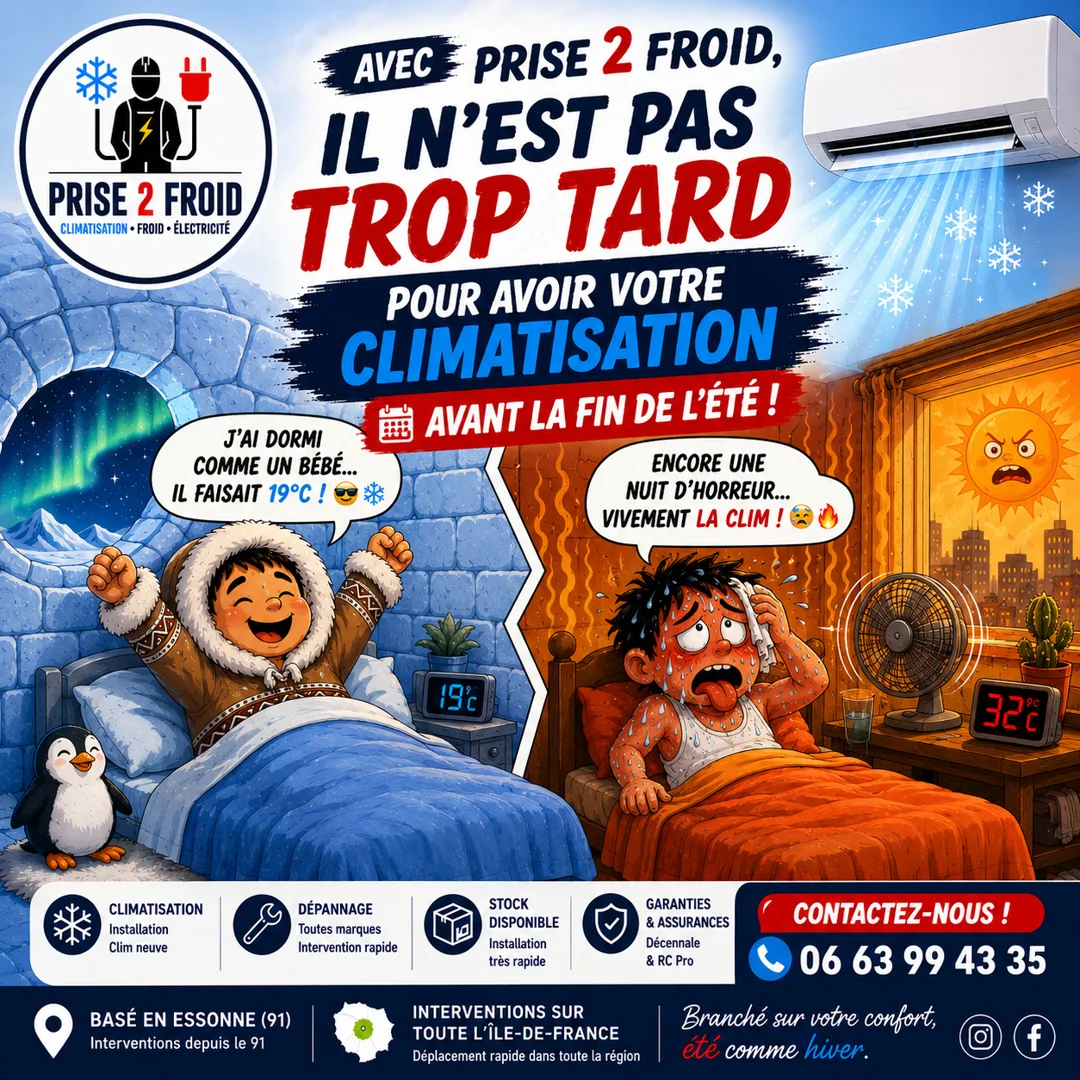 PRISE 2 FROID
CLIMATISATION • FROID • ÉLECTRICITÉ
AVEC PRISE 2 FROID,
IL N'EST PAS
TROP TARD
POUR AVOIR VOTRE
CLIMATISATION
AVANT LA FIN DE L'ÉTÉ !
J'AI DORMI
COMME UN BÉBÉ...
IL FAISAIT 19°C ! 😎❄️
ENCORE UNE
NUIT D'HORREUR...
VIVEMENT LA CLIM ! 😰🔥
19°C
32°C
CLIMATISATION
Installation
Clim neuve
DÉPANNAGE
Toutes marques
Intervention rapide
STOCK
DISPONIBLE
Installation
très rapide
GARANTIES
& ASSURANCES
Décennale
& RC Pro
CONTACTEZ-NOUS !
06 63 99 43 35
BASÉ EN ESSONNE (91)
Interventions depuis le 91
INTERVENTIONS SUR
TOUTE L'ÎLE-DE-FRANCE
Déplacement rapide dans toute la région
Branché sur votre confort,
été comme hiver.